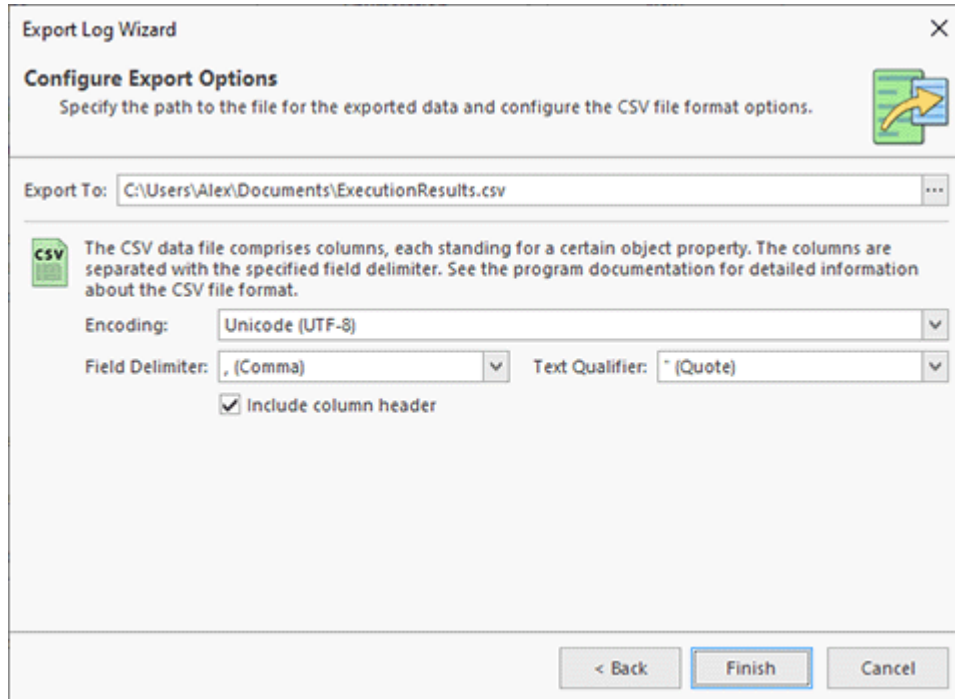 Export Log Wizard
Configure Export Options
Specify the path to the file for the exported data and configure the CSV file format options.
Export To: C:\Users\Alex\Documents\ExecutionResults.csv ...
CSV
The CSV data file comprises columns, each standing for a certain object property. The columns are
separated with the specified field delimiter. See the program documentation for detailed information
about the CSV file format.
Encoding: Unicode (UTF-8)
Field Delimiter: , (Comma) Text Qualifier: " (Quote)
Include column header
< Back Finish Cancel